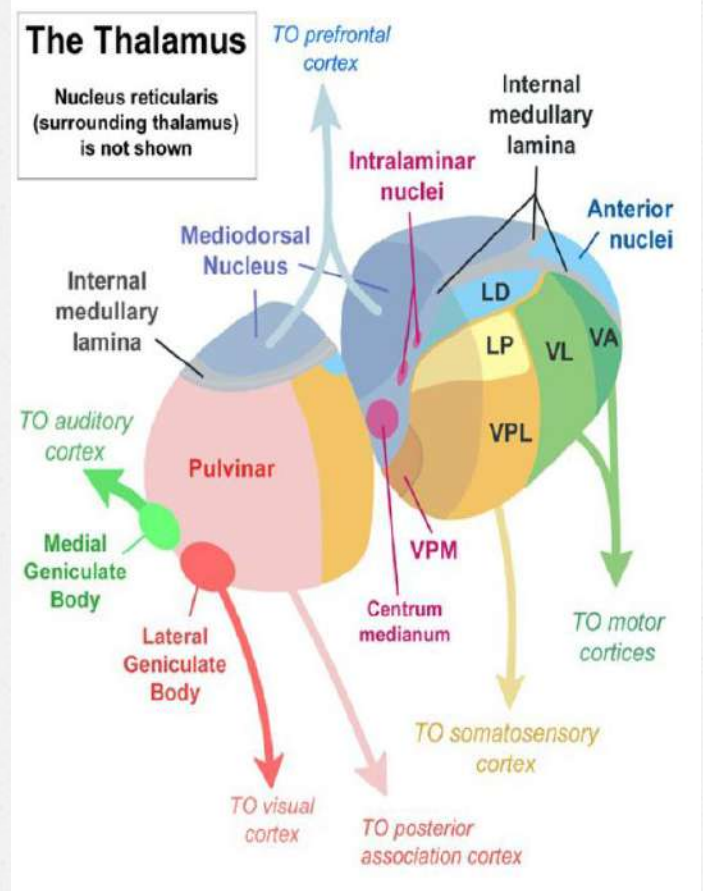 The Thalamus
Nucleus reticularis
(surrounding thalamus)
is not shown
TO prefrontal
cortex
Internal
medullary
lamina
Intralaminar
nuclei
Anterior
nuclei
Mediodorsal
Nucleus
Internal
medullary
lamina
LD
LP
VL
VA
TO auditory
cortex
VPL
Pulvinar
Medial
Geniculate
Body
VPM
Centrum
medianum
Lateral
Geniculate
Body
TO motor
cortices
TO somatosensory
cortex
TO visual
cortex
TO posterior
association cortex